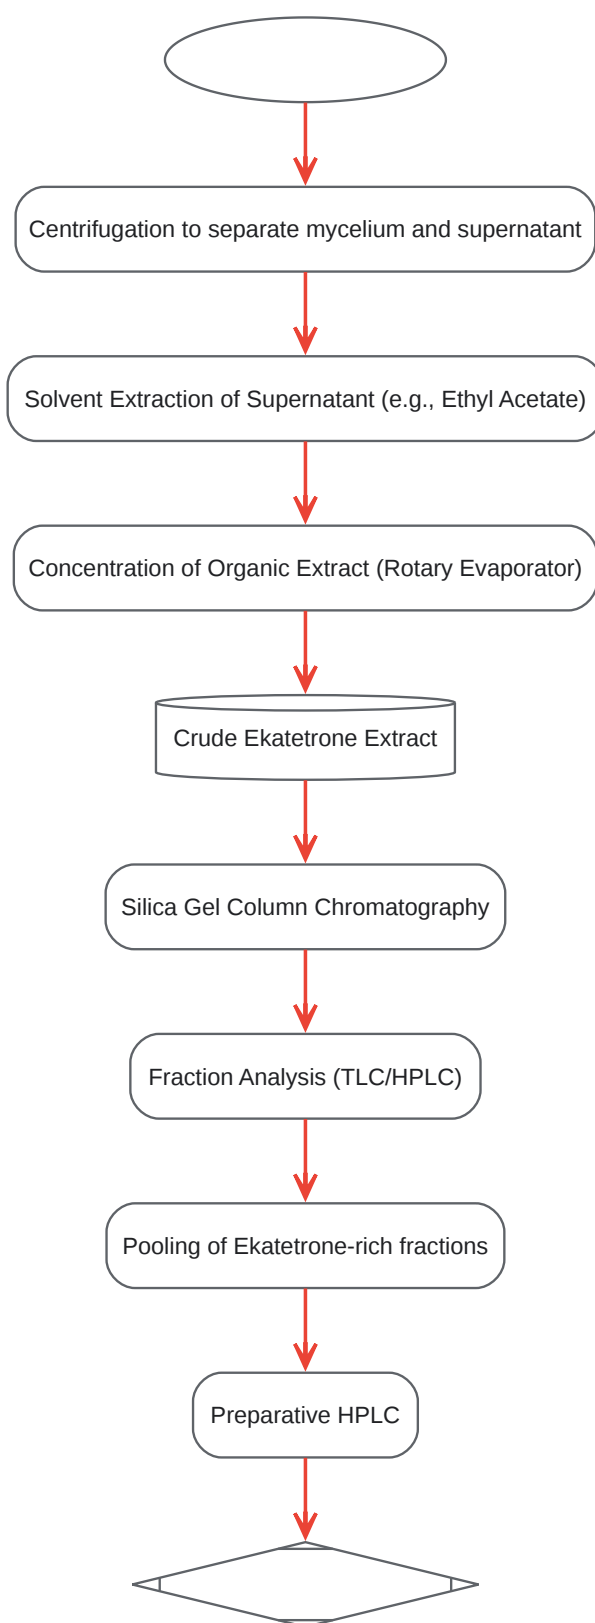 Centrifugation to separate mycelium and supernatant
Solvent Extraction of Supernatant (e.g., Ethyl Acetate)
Concentration of Organic Extract (Rotary Evaporator)
Crude Ekatetrone Extract
Silica Gel Column Chromatography
Fraction Analysis (TLC/HPLC)
Pooling of Ekatetrone-rich fractions
Preparative HPLC